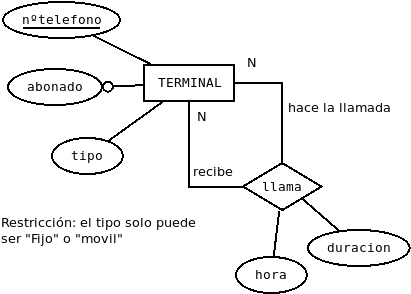 nºtelefono
abonado
TERMINAL
N
N
hace la llamada
tipo
recibe
llama
Restricción: el tipo solo puede
ser "Fijo" o "movil"
duracion
hora